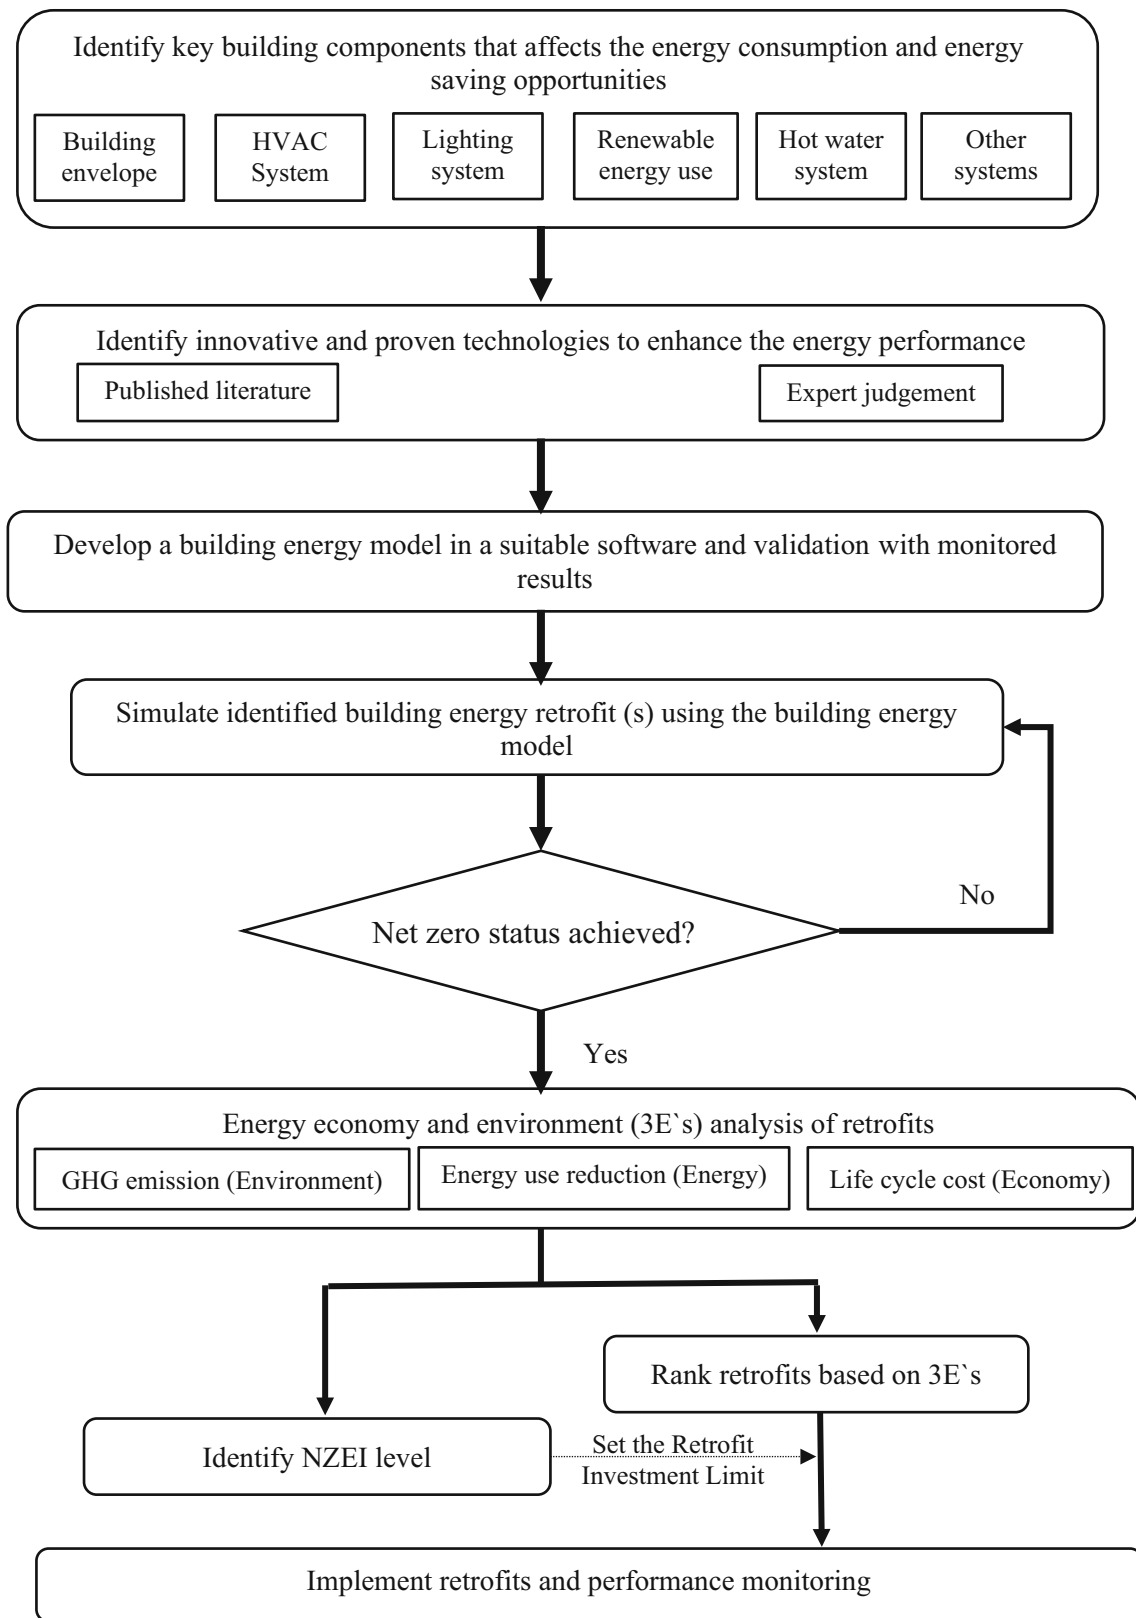 Identify key building components that affects the energy consumption and energy
saving opportunities
Building
envelope
HVAC
System
Lighting
system
Renewable
energy use
Hot water
system
Other
systems
Identify innovative and proven technologies to enhance the energy performance
Published literature
Expert judgement
Develop a building energy model in a suitable software and validation with monitored
results
Simulate identified building energy retrofit (s) using the building energy
model
Net zero status achieved?
No
Yes
Energy economy and environment (3E`s) analysis of retrofits
GHG emission (Environment)
Energy use reduction (Energy)
Life cycle cost (Economy)
Rank retrofits based on 3E`s
Identify NZEI level
Set the Retrofit
Investment Limit
Implement retrofits and performance monitoring